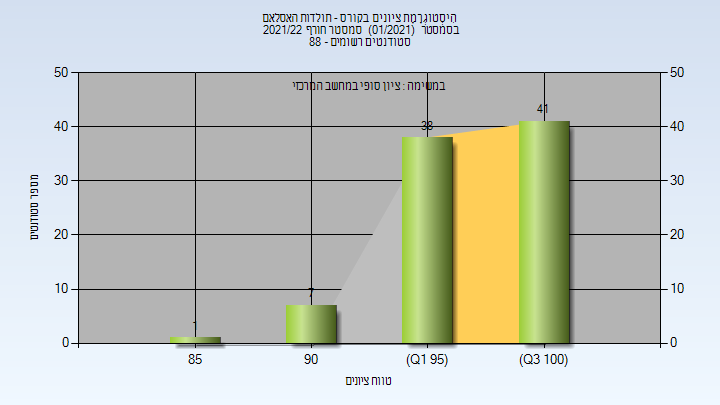 היסטוגרמת ציונים בקורס - תולדות האסלאם
בסמסטר (01/2021) סמסטר חורף 2021/22
סטודנטים רשומים - 88
במשימה : ציון סופי במחשב המרכזי
50
40
30
20
10
0
50
40
30
20
10
0
מספר סטודנטים
1
7
38
41
85
90
(Q1 95)
(Q3 100)
טווח ציונים